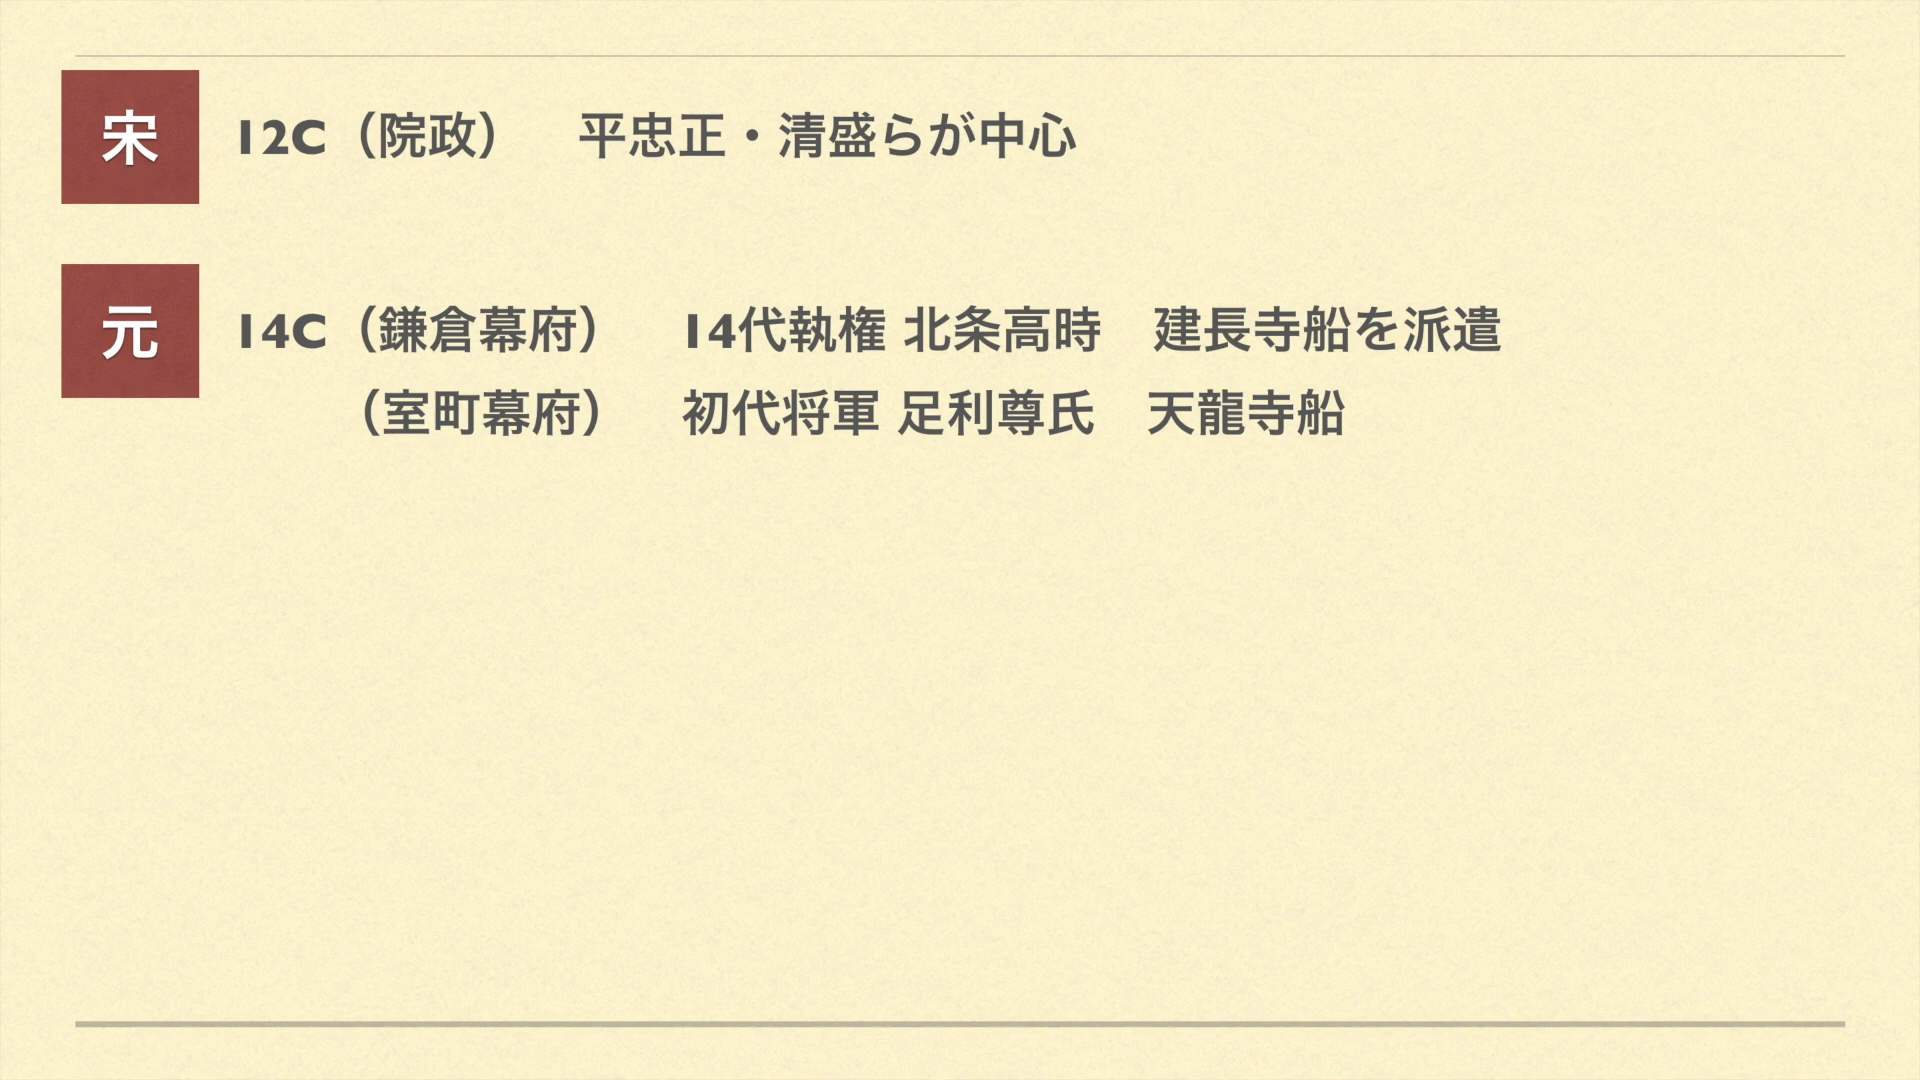 宋
12C（院政）　平忠正・清盛らが中心
元
14C（鎌倉幕府）　14代執権 北条高時　建長寺船を派遣
（室町幕府）　初代将軍 足利尊氏　天龍寺船